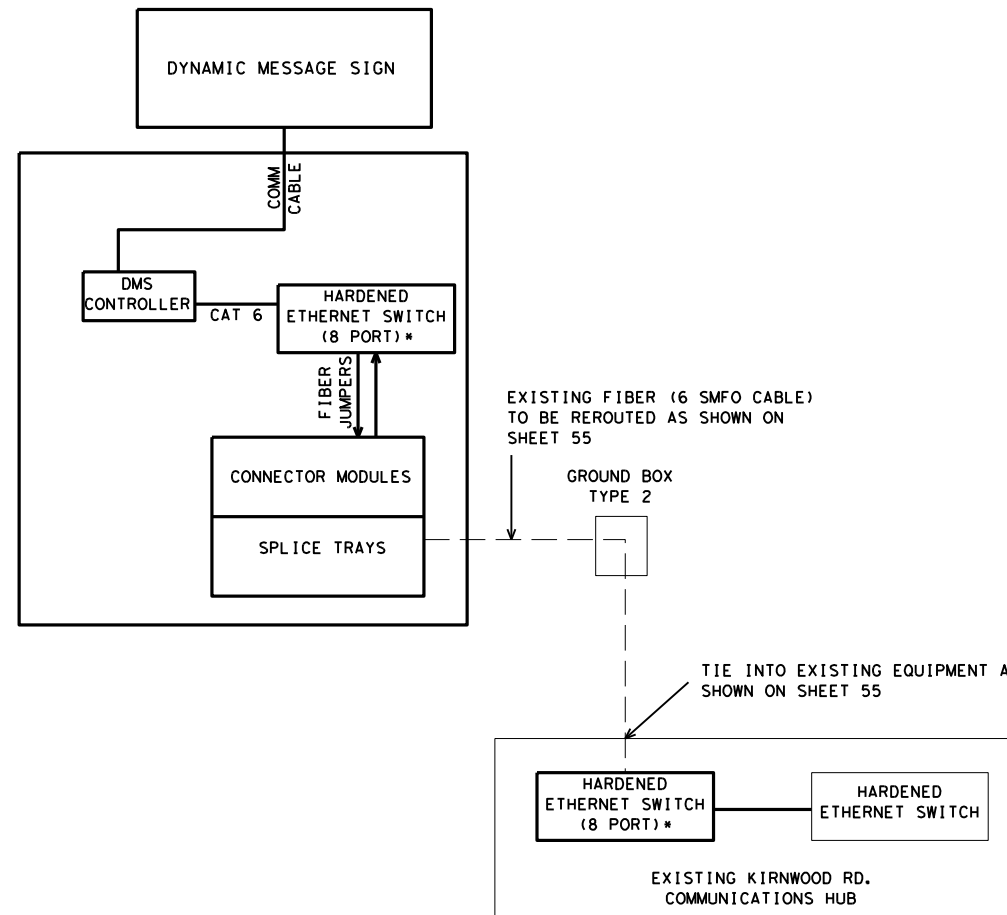 DYNAMIC MESSAGE SIGN
COMM
CABLE
DMS
CONTROLLER
CAT 6
HARDENED
ETHERNET SWITCH
(8 PORT)*
FIBER
JUMPERS
EXISTING FIBER (6 SMFO CABLE)
TO BE REROUTED AS SHOWN ON
SHEET 55
CONNECTOR MODULES
GROUND BOX
TYPE 2
SPLICE TRAYS
TIE INTO EXISTING EQUIPMENT A
SHOWN ON SHEET 55
HARDENED
ETHERNET SWITCH
(8 PORT)*
HARDENED
ETHERNET SWITCH
EXISTING KIRNWOOD RD.
COMMUNICATIONS HUB